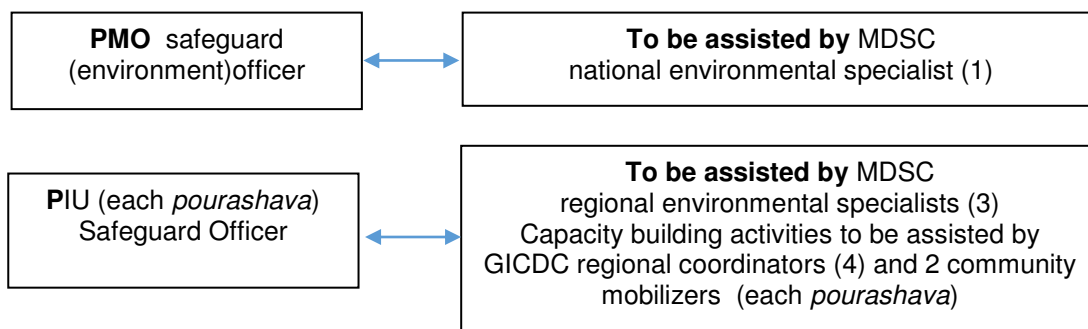 PMO safeguard
(environment)officer
To be assisted by MDSC
national environmental specialist (1)
PIU (each pourashava)
Safeguard Officer
To be assisted by MDSC
regional environmental specialists (3)
Capacity building activities to be assisted by
GICDC regional coordinators (4) and 2 community
mobilizers (each pourashava)